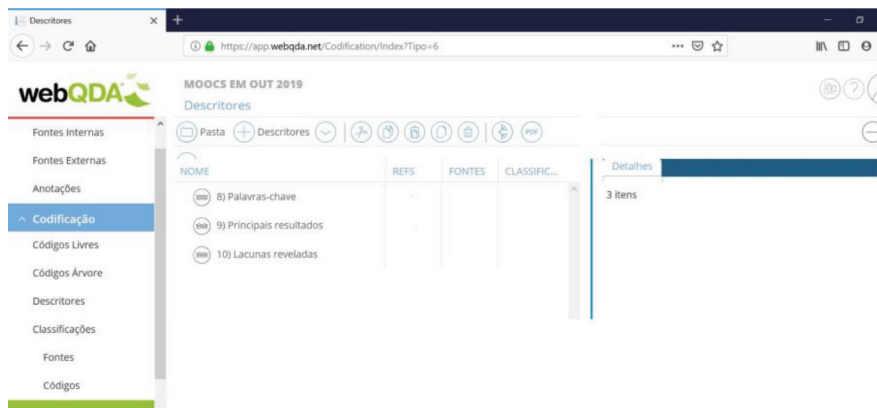 Descritores
https://app.webqda.net/Codification/Index?Tipo=6
webQDA
MOOCS EM OUT 2019
Descritores
Pasta Descritores PDF
Fontes Internas
Fontes Externas
Anotações
Codificação
Códigos Livres
Códigos Árvore
Descritores
Classificações
Fontes
Códigos
NOME REFS FONTES CLASSIFIC...
8) Palavras-chave
9) Principais resultados
10) Lacunas reveladas
Detalhes
3 itens